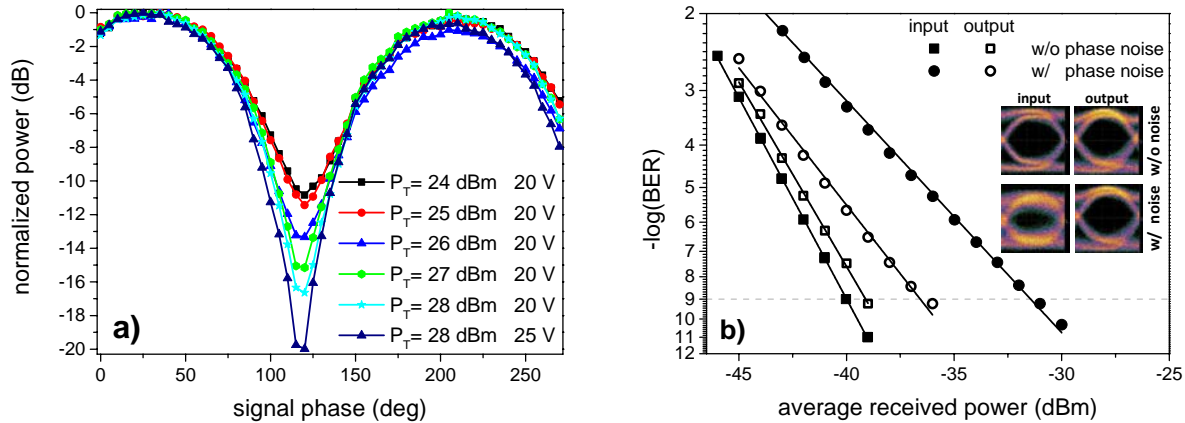 normalized power (dB)
0
-2
-4
-6
-8
-10
-12
-14
-16
-18
-20
P_T= 24 dBm 20 V
P_T= 25 dBm 20 V
P_T= 26 dBm 20 V
P_T= 27 dBm 20 V
P_T= 28 dBm 20 V
P_T= 28 dBm 25 V
a)
0 50 100 150 200 250
signal phase (deg)
-log(BER)
2
3
4
5
6
7
8
9
10
11
12
input output
w/o phase noise
w/ phase noise
input output
w/o noise
w/ noise
b)
-45 -40 -35 -30 -25
average received power (dBm)